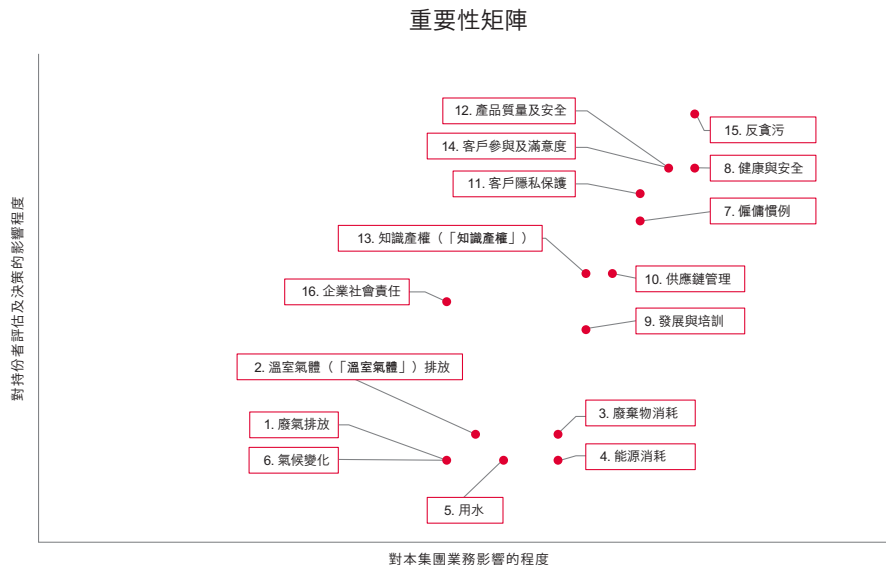 重要性矩陣
12. 產品質量及安全
15. 反貪污
14. 客戶參與及滿意度
8. 健康與安全
11. 客戶隱私保護
7. 僱傭慣例
13. 知識產權（「知識產權」）
10. 供應鏈管理
16. 企業社會責任
9. 發展與培訓
2. 溫室氣體（「溫室氣體」）排放
3. 廢棄物消耗
1. 廢氣排放
4. 能源消耗
6. 氣候變化
5. 用水
對持份者評估及決策的影響程度
對本集團業務影響的程度